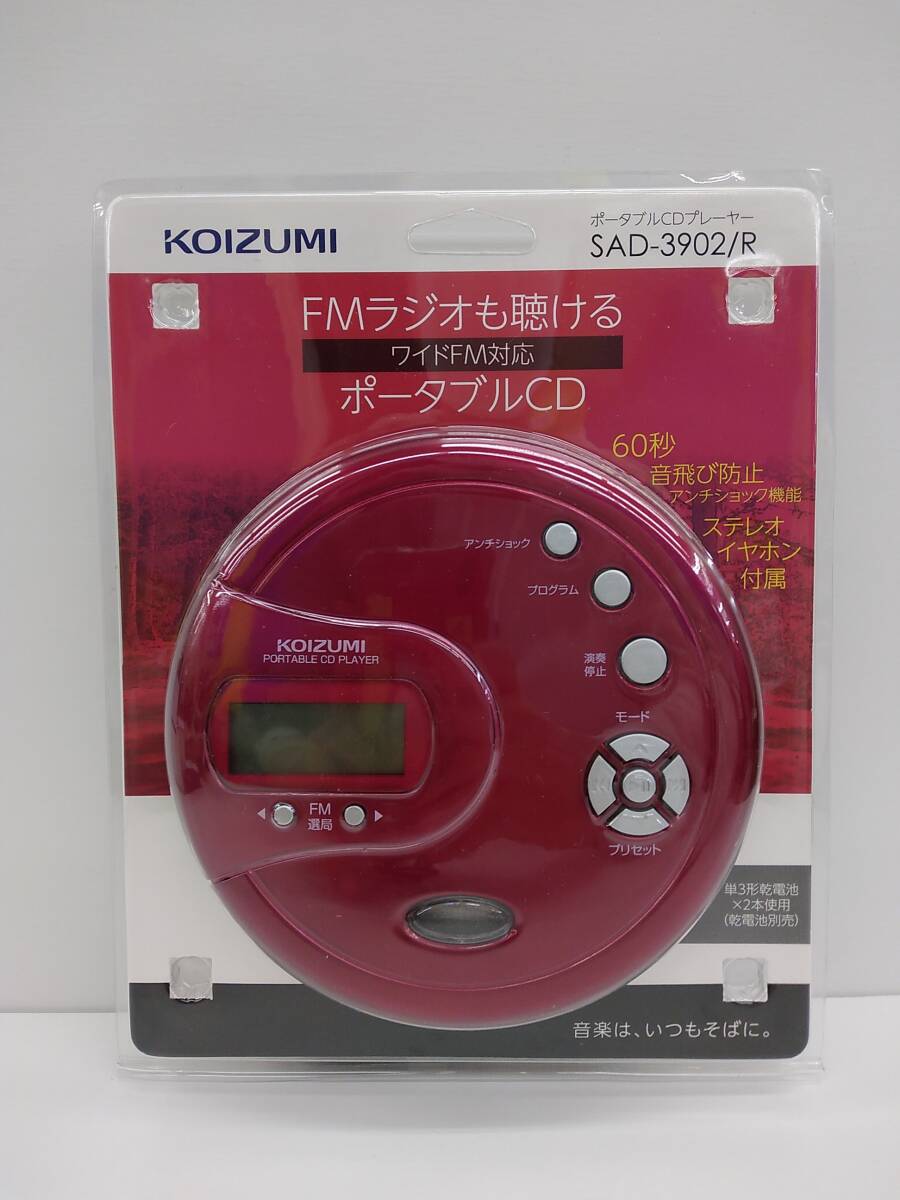 KOIZUMI
ポータブルCDプレーヤー
SAD-3902/R
FMラジオも聴ける
ワイドFM対応
ポータブルCD
60秒
音飛び防止
アンチショック機能
ステレオ
イヤホン
付属
アンチショック
プログラム
演奏
停止
モード
プリセット
KOIZUMI
PORTABLE CD PLAYER
FM
選局
単3形乾電池
×2本使用
(乾電池別売)
音楽は、いつもそばに。